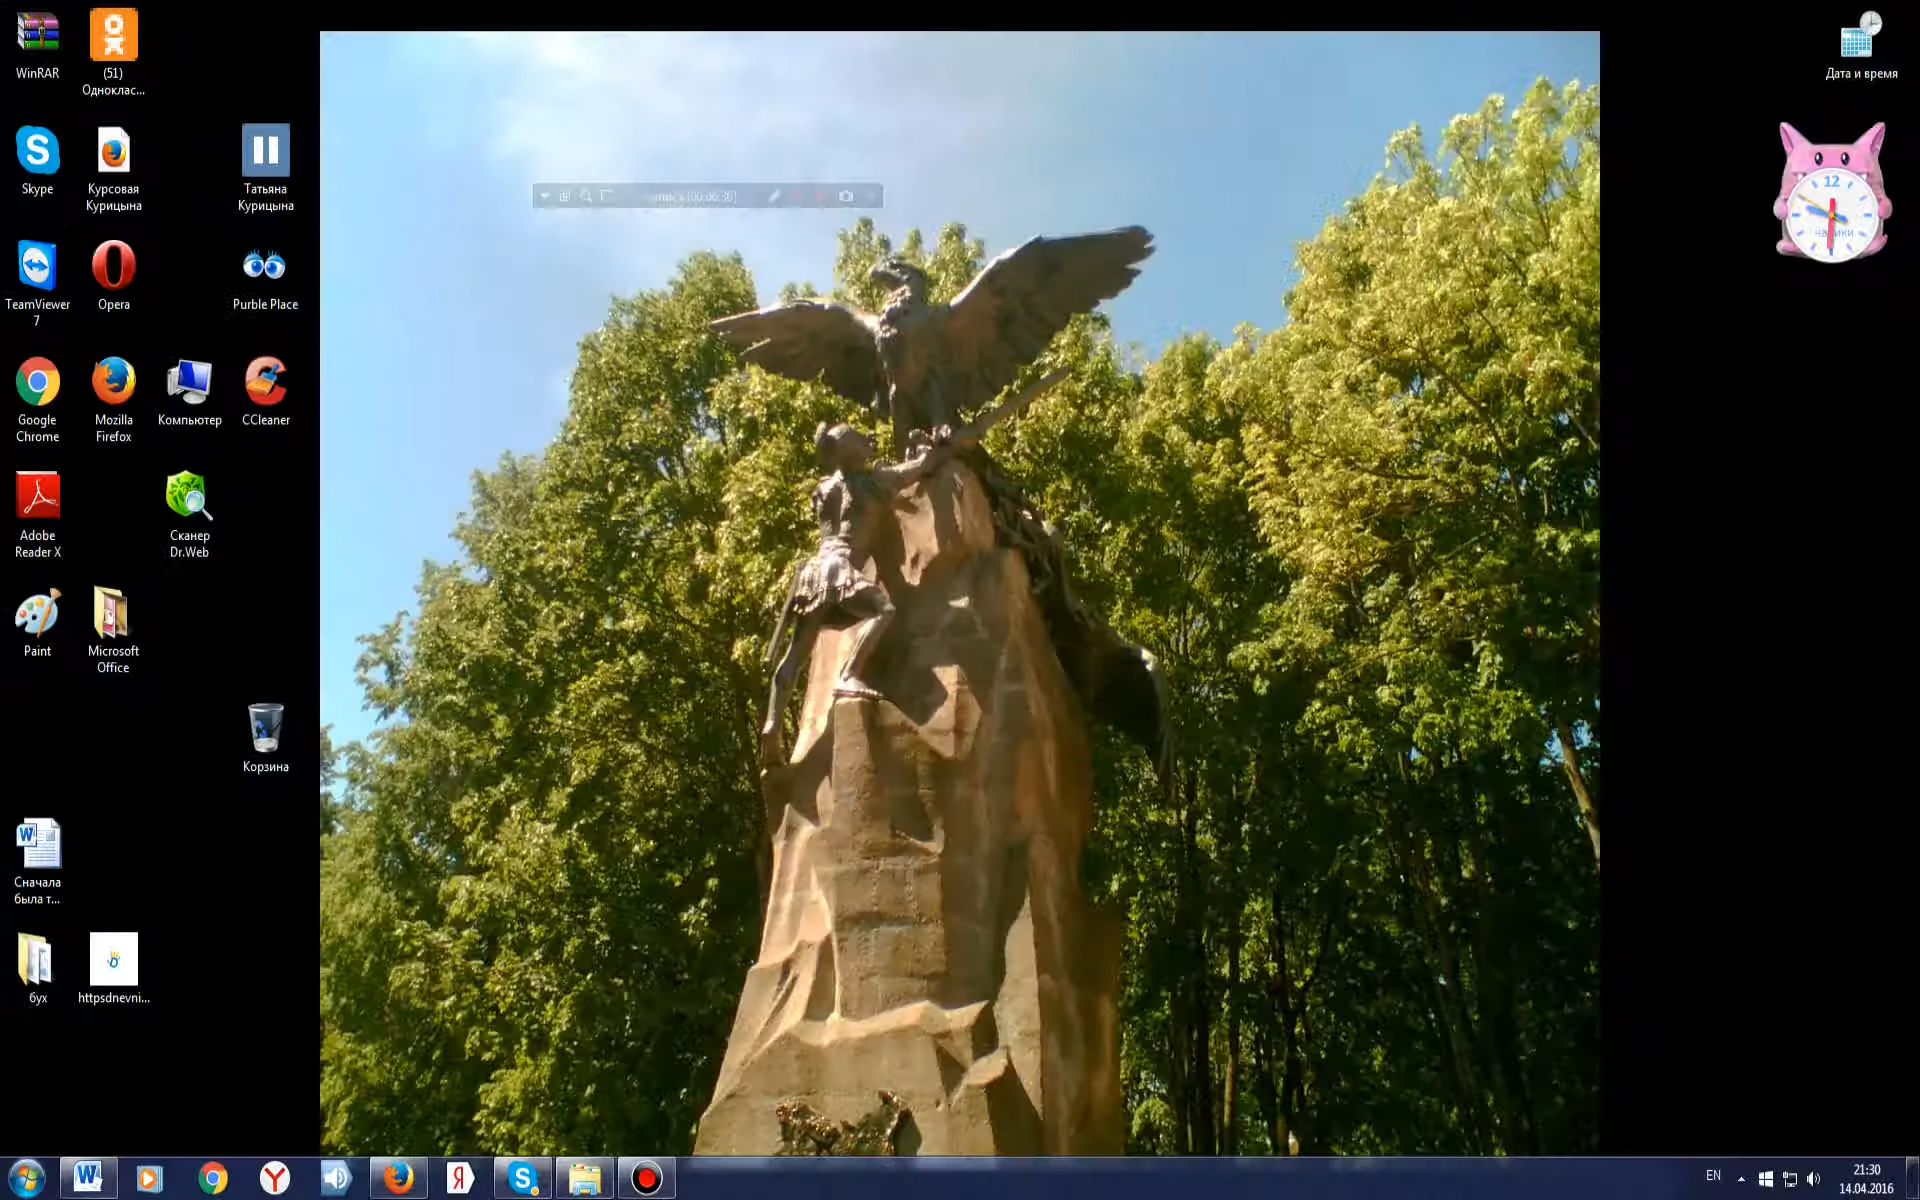 WinRAR
(51)
Одноклас...
Skype
Курсовая
Курицына
Татьяна
Курицына
TeamViewer
7
Opera
Purble Place
Google
Chrome
Mozilla
Firefox
Компьютер
CCleaner
Adobe
Reader X
Сканер
Dr.Web
Paint
Microsoft
Office
Корзина
Сначала
была т...
бух
httpsdnevni...
Дата и время
12
EN
21:30
14.04.2016